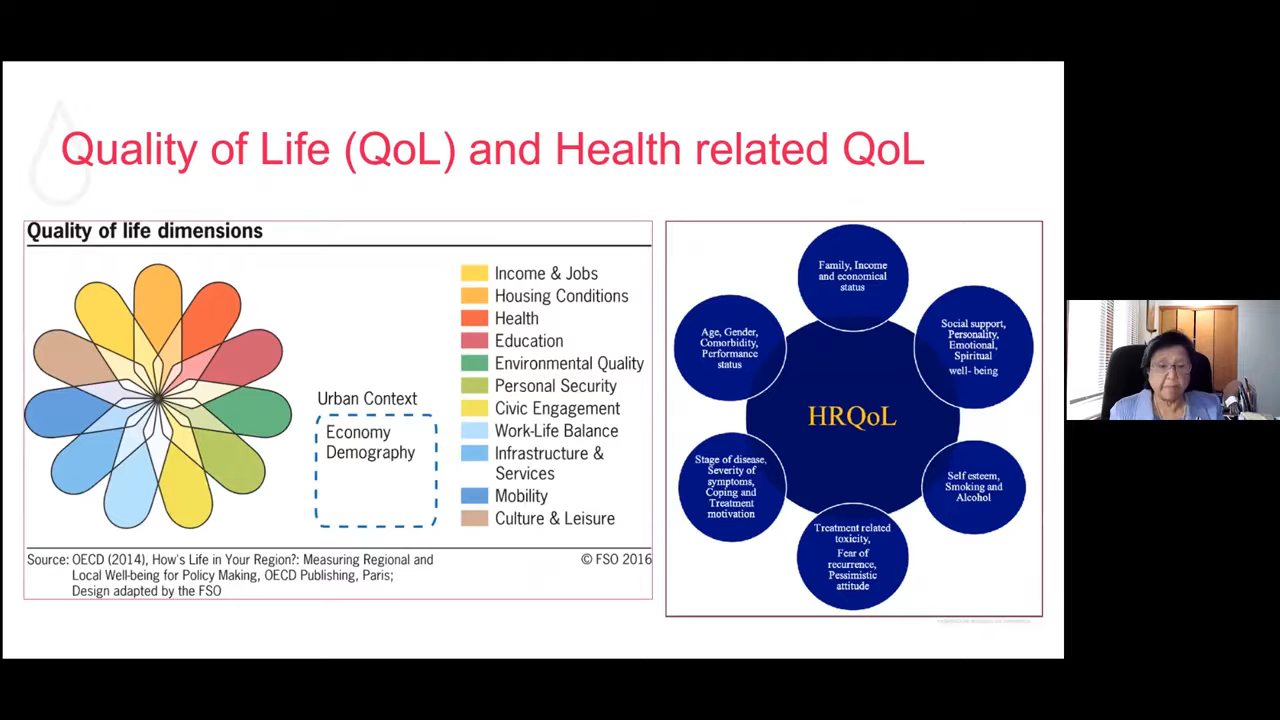 Quality of Life (QoL) and Health related QoL
Quality of life dimensions
Income & Jobs
Housing Conditions
Health
Education
Environmental Quality
Personal Security
Civic Engagement
Work-Life Balance
Infrastructure &
Services
Mobility
Culture & Leisure
Urban Context
Economy
Demography
Source: OECD (2014), How's Life in Your Region?: Measuring Regional and
Local Well-being for Policy Making, OECD Publishing, Paris;
Design adapted by the FSO
© FSO 2016
Family, Income
and economical
status
Age, Gender,
Comorbidity,
Performance
status
Social support,
Personality,
Emotional,
Spiritual
well- being
HRQoL
Stage of disease,
Severity of
symptoms,
Coping and
Treatment
motivation
Self esteem,
Smoking and
Alcohol
Treatment related
toxicity,
Fear of
recurrence,
Pessimistic
attitude